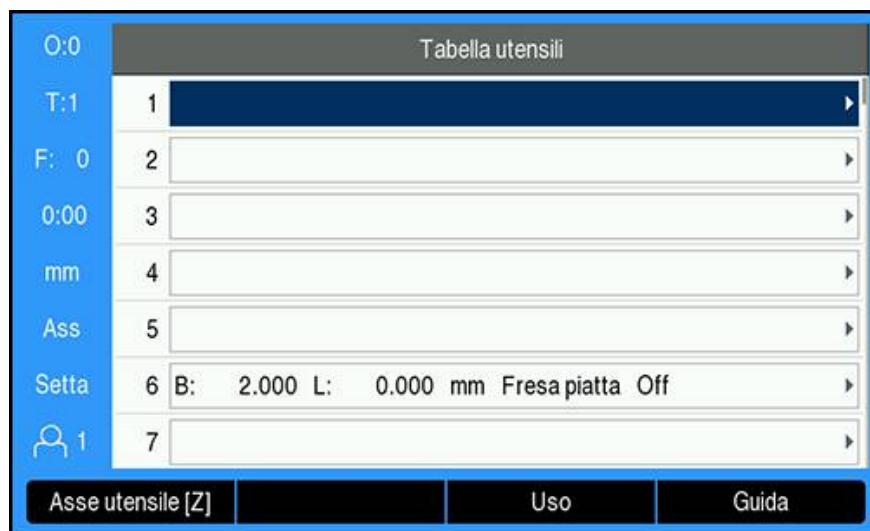 O:0
Tabella utensili
T:1
1
F: 0
2
0:00
3
mm
4
Ass
5
Setta
6 B: 2.000 L: 0.000 mm Fresa piatta Off
1
7
Asse utensile [Z]
Uso
Guida